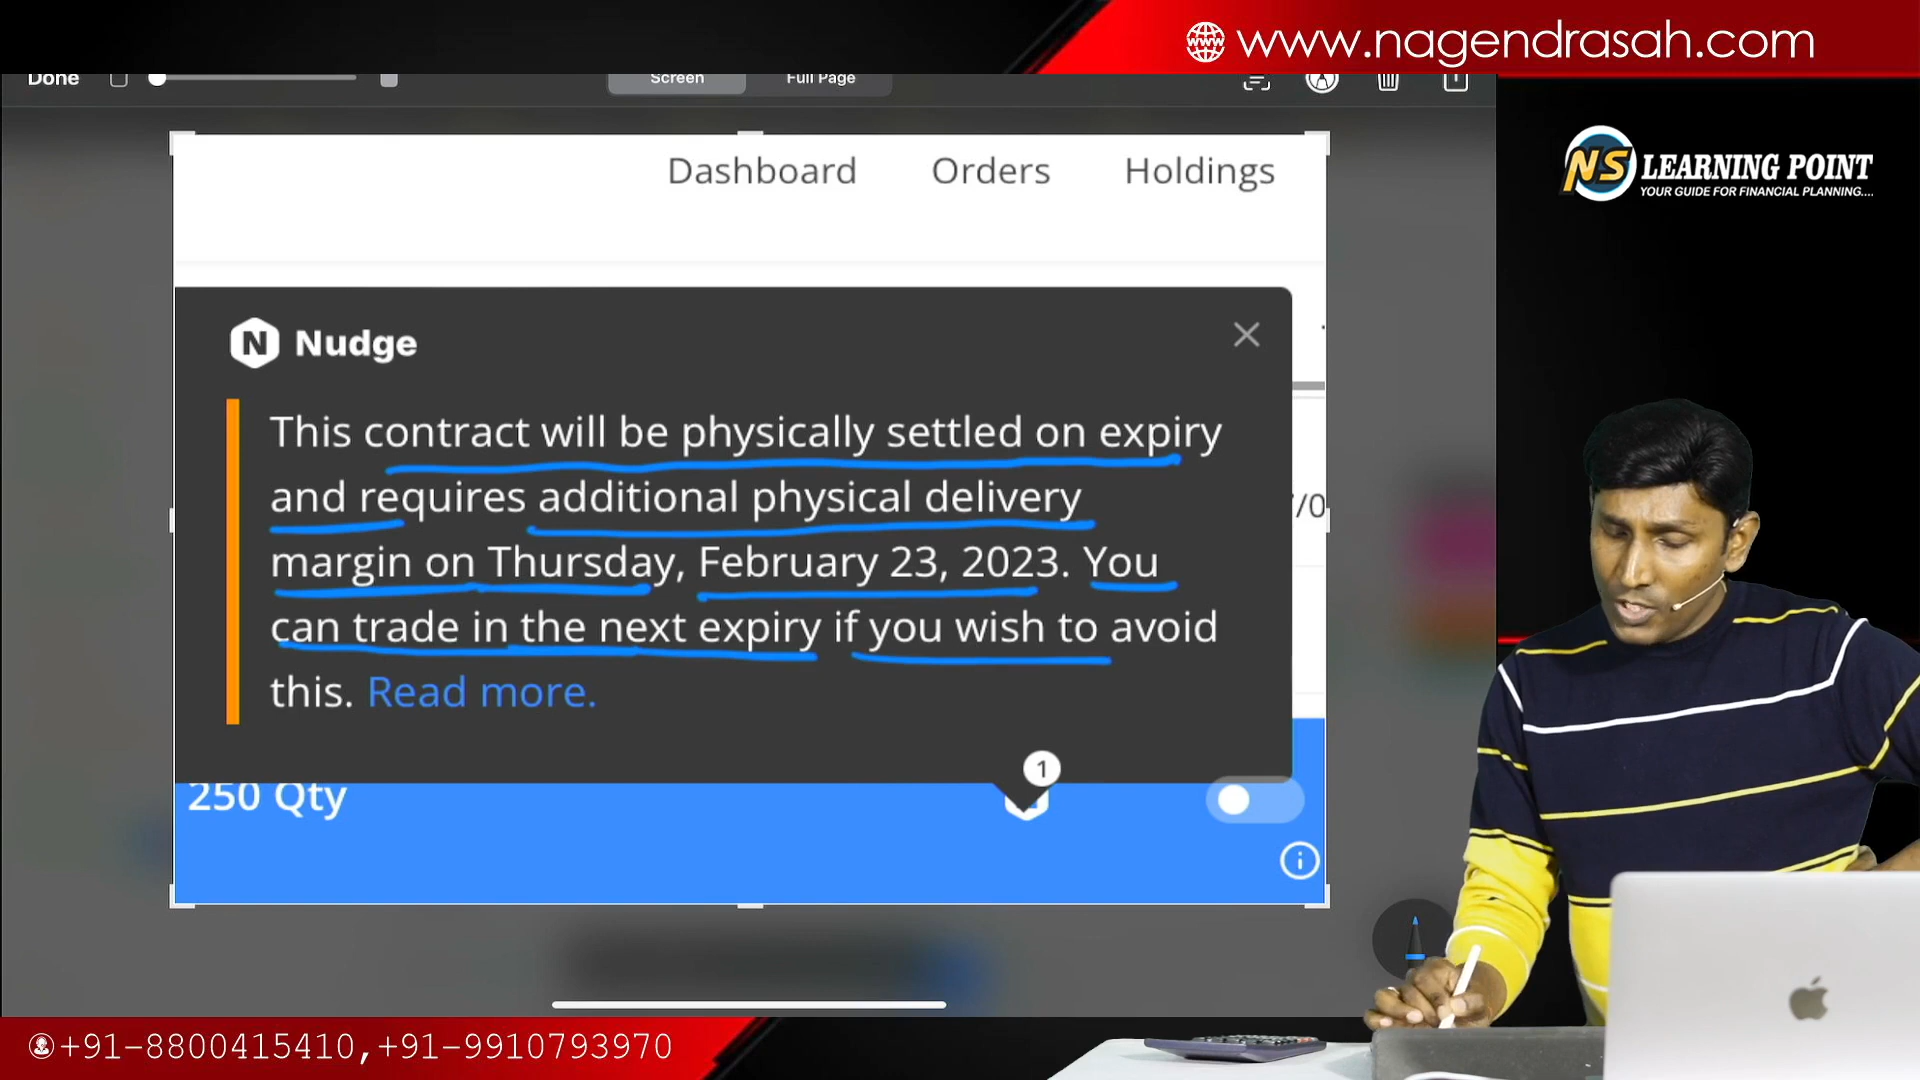 www.nagendrasah.com
Done
Screen
Full Page
NS LEARNING POINT
YOUR GUIDE FOR FINANCIAL PLANNING....
Dashboard
Orders
Holdings
N Nudge
This contract will be physically settled on expiry
and requires additional physical delivery
margin on Thursday, February 23, 2023. You
can trade in the next expiry if you wish to avoid
this. Read more.
/0
1
250 Qty
+91-8800415410,+91-9910793970